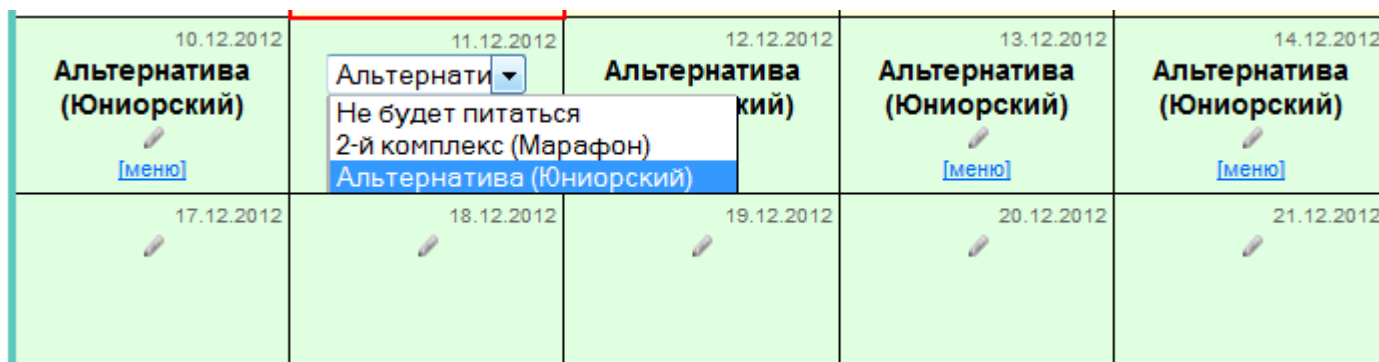 10.12.2012
Альтернатива
(Юниорский)
[меню]
11.12.2012
Альтернати
Не будет питаться
2-й комплекс (Марафон)
Альтернатива (Юниорский)
12.12.2012
Альтернатива
кий)
13.12.2012
Альтернатива
(Юниорский)
[меню]
14.12.2012
Альтернатива
(Юниорский)
[меню]
17.12.2012
18.12.2012
19.12.2012
20.12.2012
21.12.2012